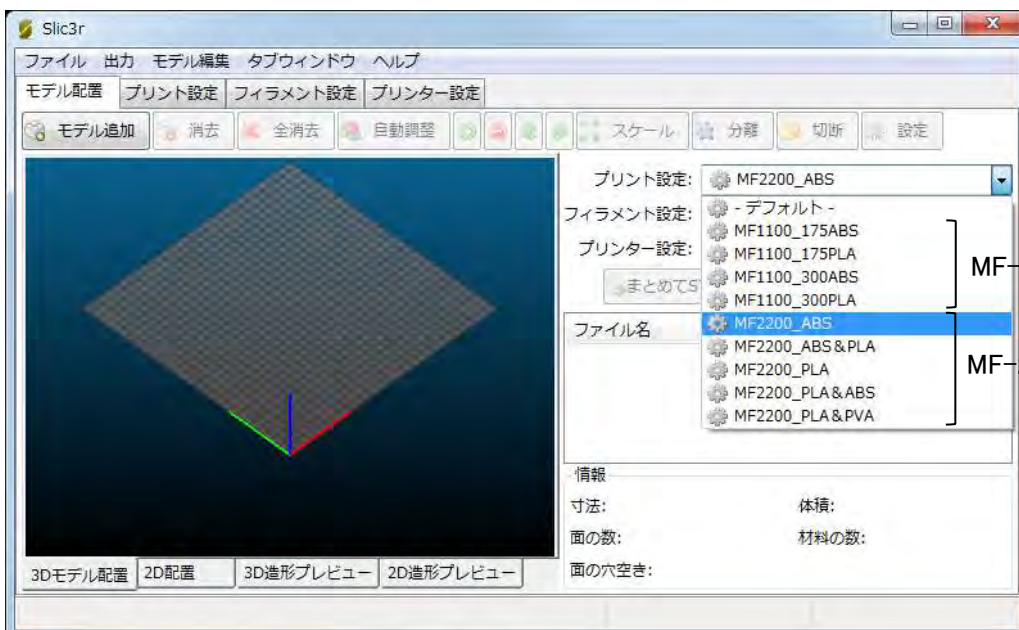 Slic3r
ファイル 出力 モデル編集 タブウィンドウ ヘルプ
モデル配置 プリント設定 フィラメント設定 プリンター設定
モデル追加 消去 全消去 自動調整 スケール 分離 切断 設定
プリント設定: MF2200_ABS
フィラメント設定: - デフォルト -
MF1100_175ABS
プリンター設定: MF1100_175PLA
まとめてS MF1100_300ABS
MF1100_300PLA
MF-
ファイル名 MF2200_ABS
MF2200_ABS&PLA
MF2200_PLA
MF2200_PLA&ABS
MF2200_PLA&PVA
MF-
情報
寸法: 体積:
面の数: 材料の数:
面の穴空き:
3Dモデル配置 2D配置 3D造形プレビュー 2D造形プレビュー